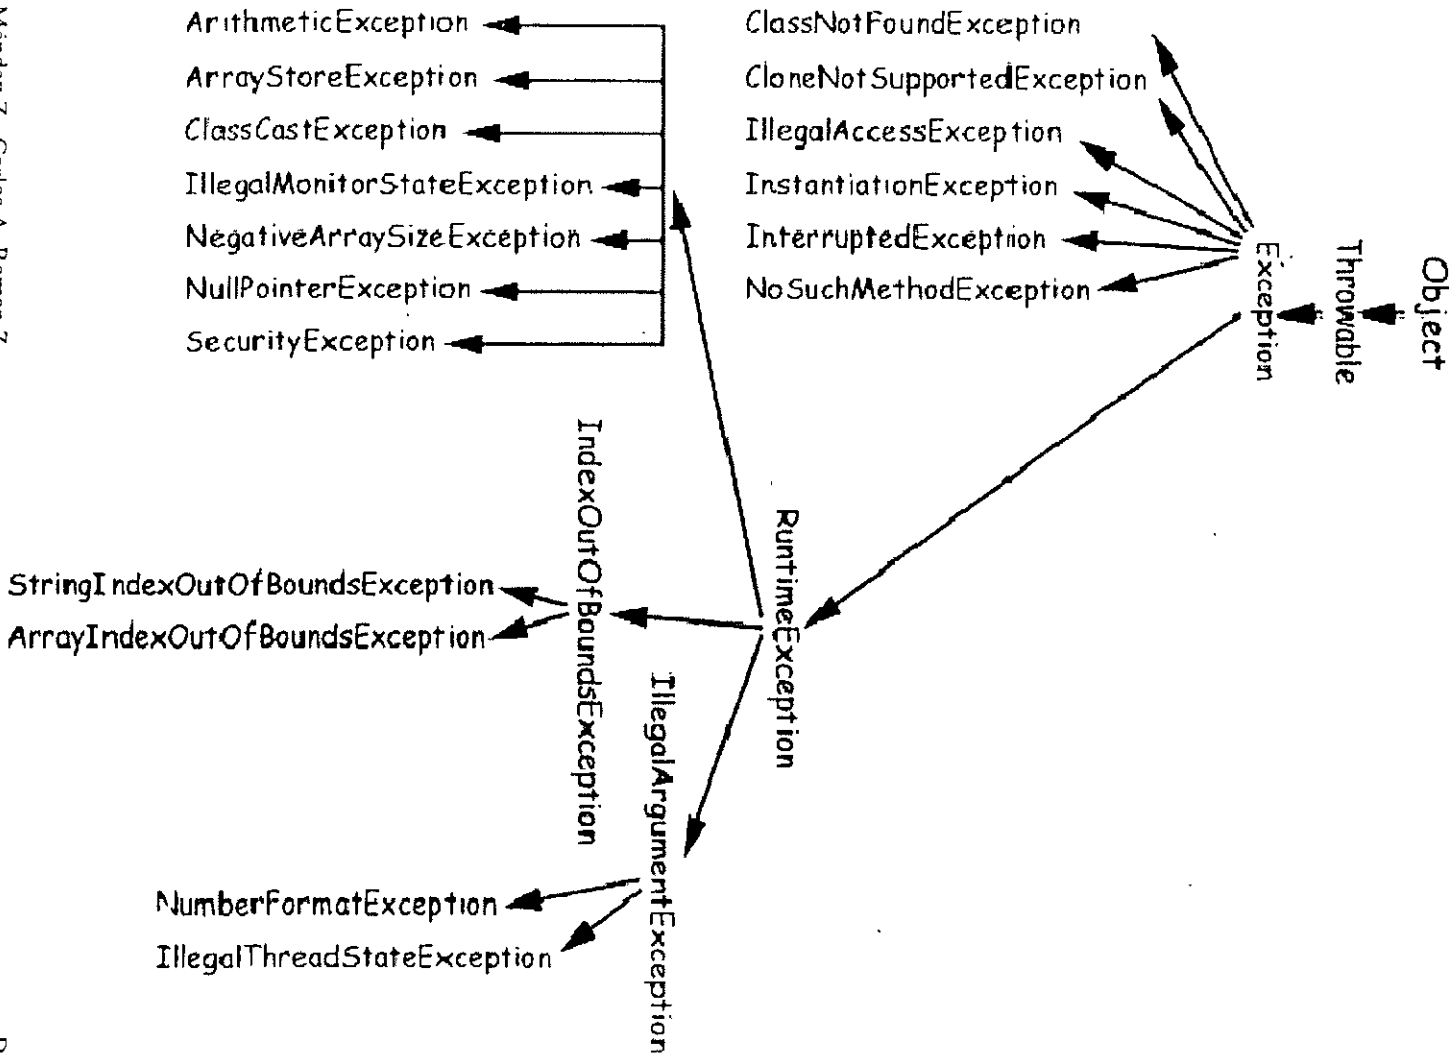 Object
Throwable
Exception
ClassNotFoundException
CloneNotSupportedException
IllegalAccessException
InstantiationException
InterruptedException
NoSuchMethodException
RuntimeException
ArithmeticException
ArrayStoreException
ClassCastException
IllegalMonitorStateException
NegativeArraySizeException
NullPointerException
SecurityException
IndexOutOfBoundsException
StringIndexOutOfBoundsException
ArrayIndexOutOfBoundsException
IllegalArgumentException
NumberFormatException
IllegalThreadStateException